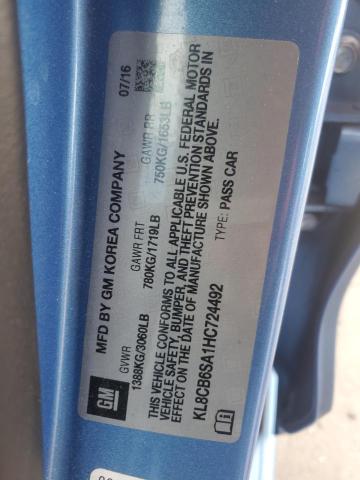 MFD BY GM KOREA COMPANY 07/16
GVWR GAWR FRT GAWR RR
1388KG/3060LB 780KG/1719LB 750KG/1653LB
THIS VEHICLE CONFORMS TO ALL APPLICABLE U.S. FEDERAL MOTOR
VEHICLE SAFETY, BUMPER, AND THEFT PREVENTION STANDARDS IN
EFFECT ON THE DATE OF MANUFACTURE SHOWN ABOVE.
KL8CB6SA1HC724492 TYPE: PASS CAR
GM